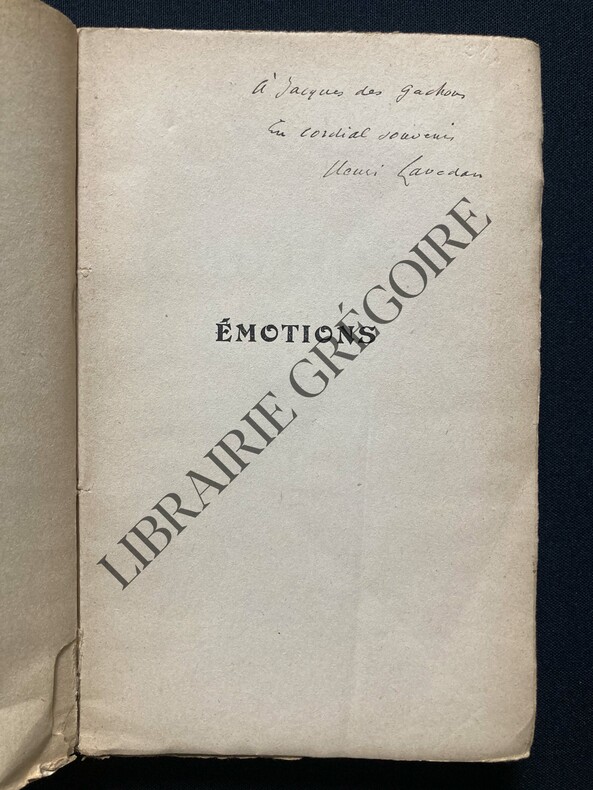 à Jacques des Gachons
En cordial souvenir
Henri Lavedan
ÉMOTIONS
LIBRAIRIE GRÉGOIRE